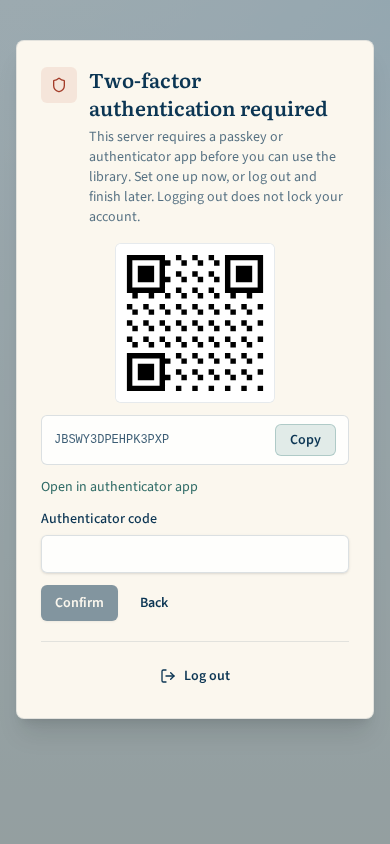 Two-factor
authentication required
This server requires a passkey or
authenticator app before you can use the
library. Set one up now, or log out and
finish later. Logging out does not lock your
account.
JBSWY3DPEHPK3PXP
Copy
Open in authenticator app
Authenticator code
Confirm
Back
Log out